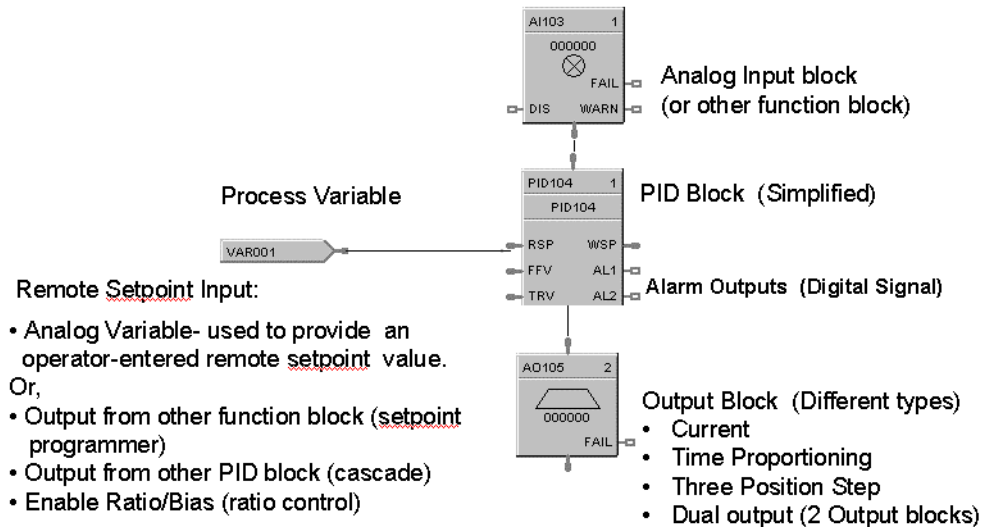 AI103 1
000000
FAIL
DIS WARN
Analog Input block
(or other function block)
Process Variable
PID104 1
PID104
PID Block (Simplified)
VAR001
RSP WSP
FFV AL1
TRV AL2
Alarm Outputs (Digital Signal)
Remote Setpoint Input:
• Analog Variable- used to provide an
operator-entered remote setpoint value.
Or,
• Output from other function block (setpoint
programmer)
• Output from other PID block (cascade)
• Enable Ratio/Bias (ratio control)
AO105 2
000000
FAIL
Output Block (Different types)
• Current
• Time Proportioning
• Three Position Step
• Dual output (2 Output blocks)